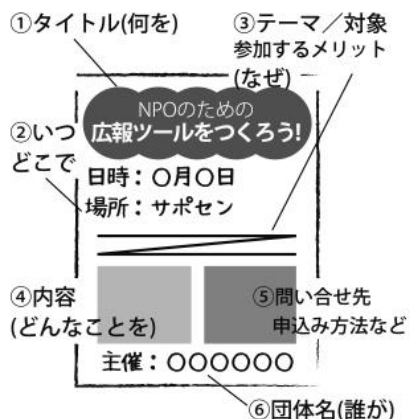 ①タイトル(何を)
③テーマ／対象
参加するメリット
(なぜ)
NPOのための
広報ツールをつくろう!
②いつ
どこで
日時：〇月〇日
場所：サポセン
④内容
(どんなことを)
⑤問い合せ先
申込み方法など
主催：〇〇〇〇〇〇
⑥団体名(誰が)